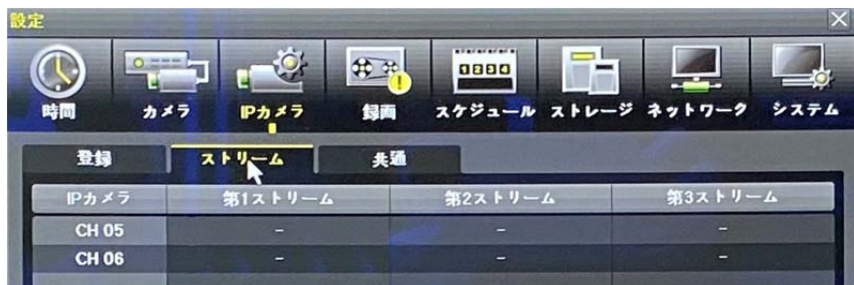 設定
時間 カメラ IPカメラ 録画 スケジュール ストレージ ネットワーク システム
登録 ストリーム 共通
IPカメラ 第1ストリーム 第2ストリーム 第3ストリーム
CH 05 - - -
CH 06 - - -